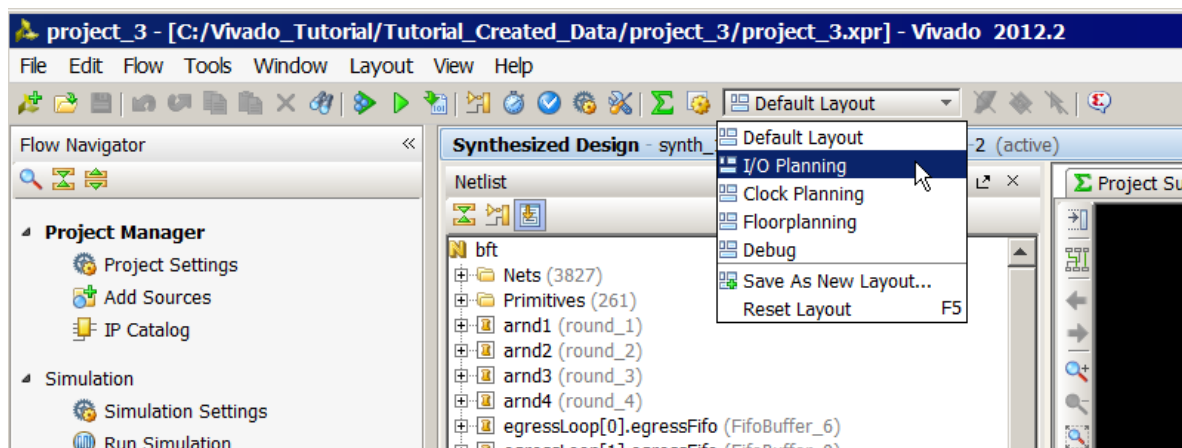 project_3 - [C:/Vivado_Tutorial/Tutorial_Created_Data/project_3/project_3.xpr] - Vivado 2012.2
File Edit Flow Tools Window Layout View Help
Default Layout
Flow Navigator
Synthesized Design - synth_
-2 (active)
Default Layout
I/O Planning
Clock Planning
Floorplanning
Debug
Save As New Layout...
Reset Layout F5
Netlist
Project Su
Project Manager
Project Settings
Add Sources
IP Catalog
Simulation
Simulation Settings
Run Simulation
bft
Nets (3827)
Primitives (261)
arnd1 (round_1)
arnd2 (round_2)
arnd3 (round_3)
arnd4 (round_4)
egressLoop[0].egressFifo (FifoBuffer_6)